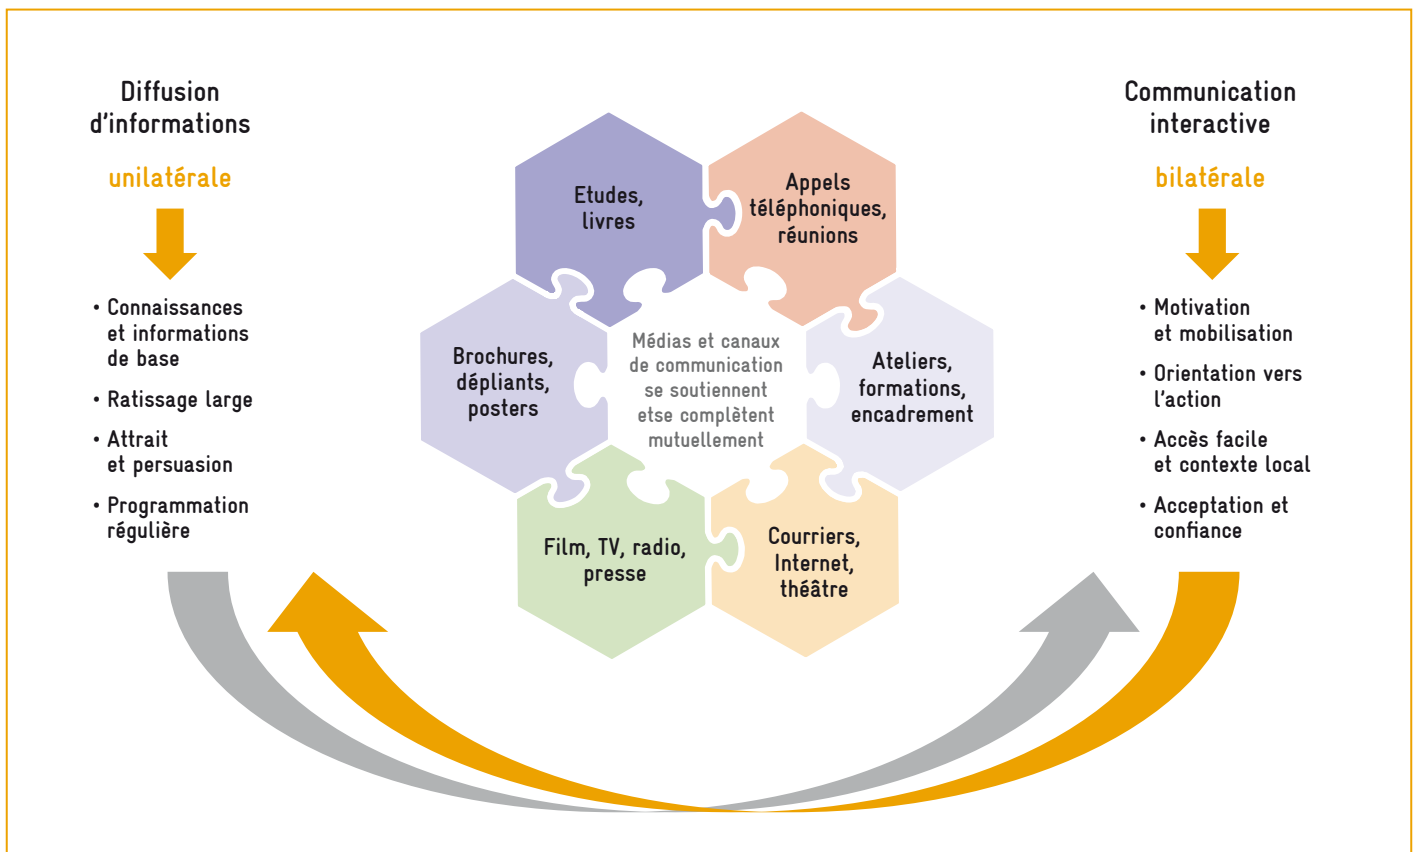 Diffusion
d'informations
unilatérale
• Connaissances
et informations
de base
• Ratissage large
• Attrait
et persuasion
• Programmation
régulière
Etudes,
livres
Appels
téléphoniques,
réunions
Brochures,
dépliants,
posters
Médias et canaux
de communication
se soutiennent
etse complètent
mutuellement
Ateliers,
formations,
encadrement
Film, TV, radio,
presse
Courriers,
Internet,
théâtre
Communication
interactive
bilatérale
• Motivation
et mobilisation
• Orientation vers
l'action
• Accès facile
et contexte local
• Acceptation et
confiance